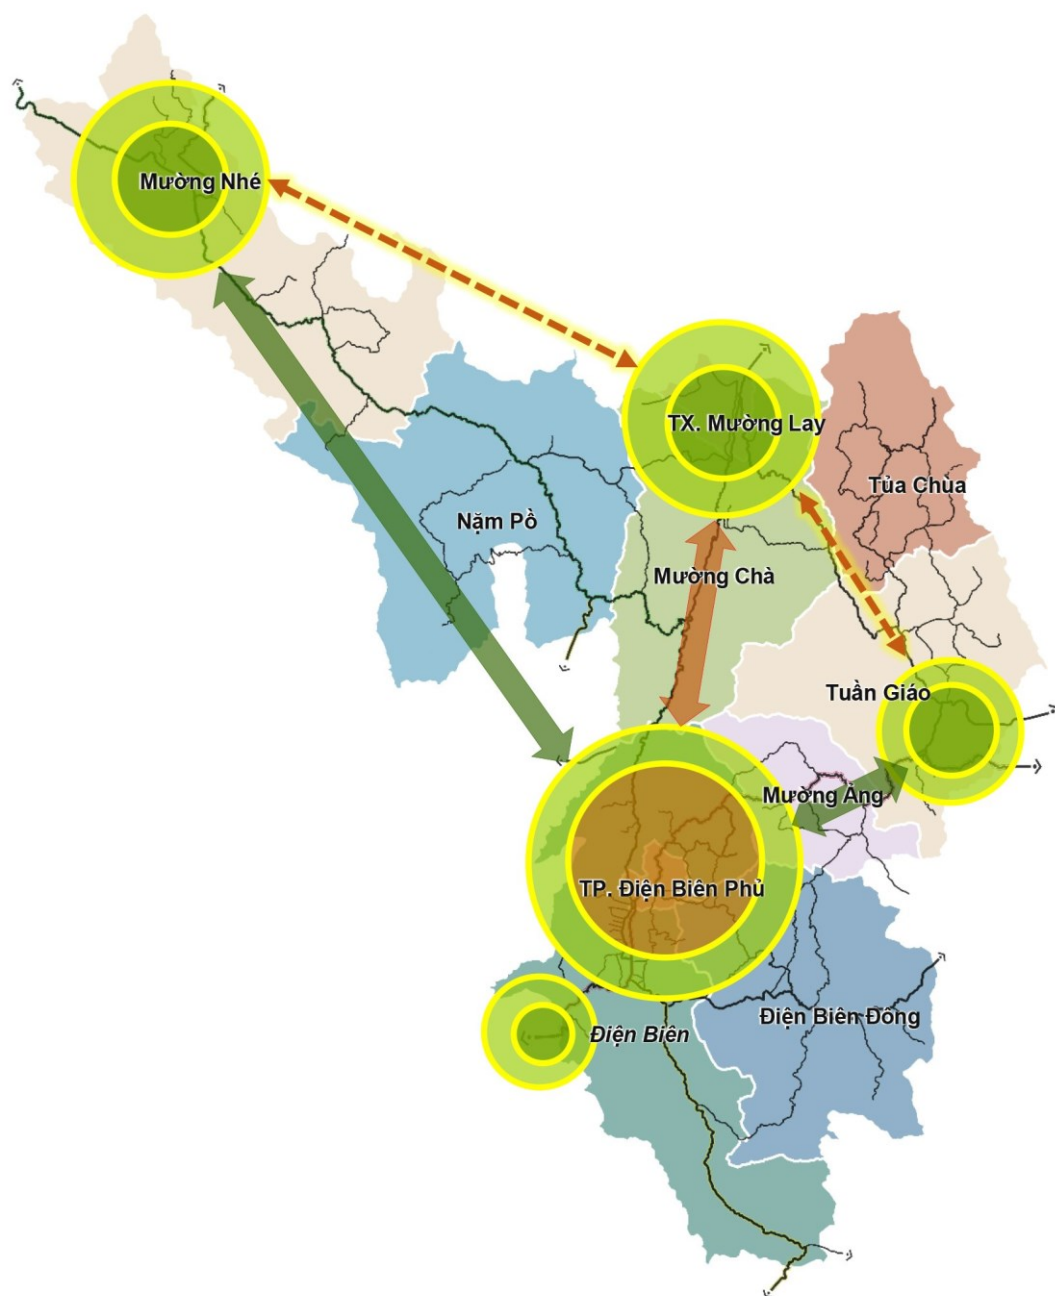 Mường Nhé
TX. Mường Lay
Tủa Chùa
Nặm Pồ
Mường Chà
Tuần Giáo
Mường Ảng
TP. Điện Biên Phủ
Điện Biên Đông
Điện Biên